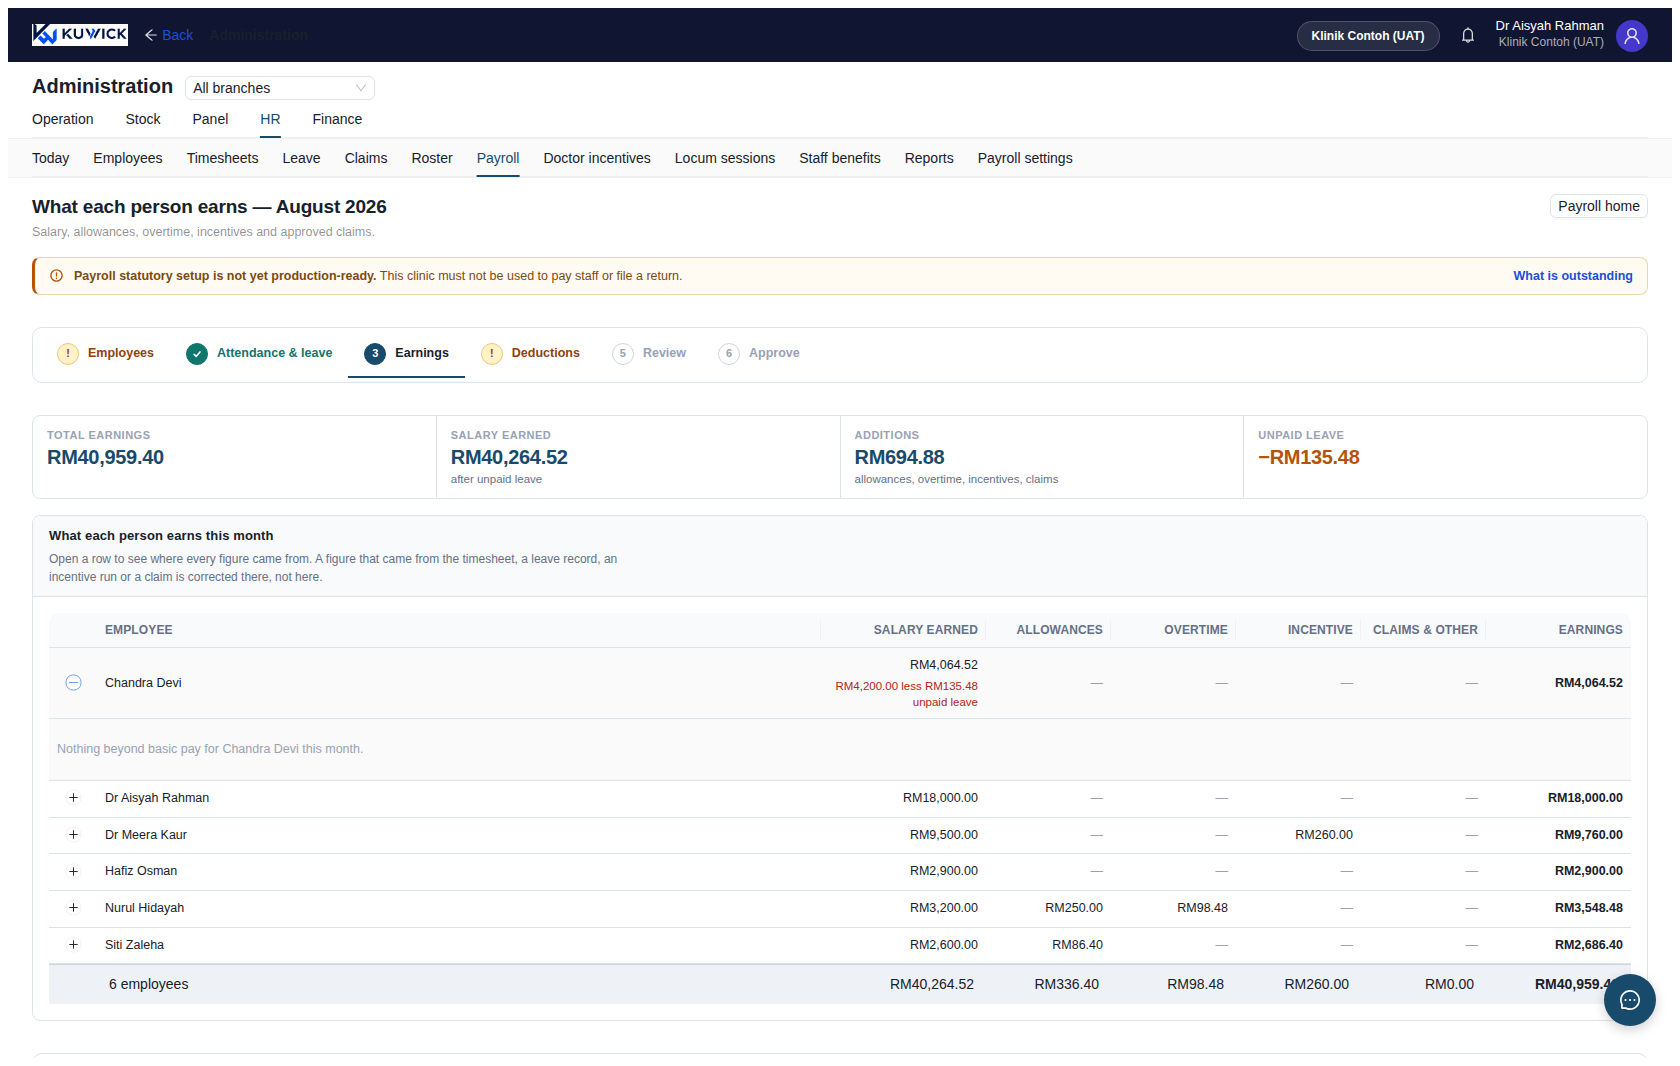 KUWICK
Back
Administration
Klinik Contoh (UAT)
Dr Aisyah Rahman
Klinik Contoh (UAT)
Administration
All branches
Operation Stock Panel HR Finance
Today Employees Timesheets Leave Claims Roster Payroll Doctor incentives Locum sessions Staff benefits Reports Payroll settings
What each person earns — August 2026
Payroll home
Salary, allowances, overtime, incentives and approved claims.
Payroll statutory setup is not yet production-ready. This clinic must not be used to pay staff or file a return.
What is outstanding
! Employees Attendance & leave 3 Earnings ! Deductions 5 Review 6 Approve
TOTAL EARNINGS
RM40,959.40
SALARY EARNED
RM40,264.52
after unpaid leave
ADDITIONS
RM694.88
allowances, overtime, incentives, claims
UNPAID LEAVE
−RM135.48
What each person earns this month
Open a row to see where every figure came from. A figure that came from the timesheet, a leave record, an
incentive run or a claim is corrected there, not here.
EMPLOYEE SALARY EARNED ALLOWANCES OVERTIME INCENTIVE CLAIMS & OTHER EARNINGS
Chandra Devi RM4,064.52 — — — — RM4,064.52
RM4,200.00 less RM135.48
unpaid leave
Nothing beyond basic pay for Chandra Devi this month.
Dr Aisyah Rahman RM18,000.00 — — — — RM18,000.00
Dr Meera Kaur RM9,500.00 — — RM260.00 — RM9,760.00
Hafiz Osman RM2,900.00 — — — — RM2,900.00
Nurul Hidayah RM3,200.00 RM250.00 RM98.48 — — RM3,548.48
Siti Zaleha RM2,600.00 RM86.40 — — — RM2,686.40
6 employees RM40,264.52 RM336.40 RM98.48 RM260.00 RM0.00 RM40,959.4